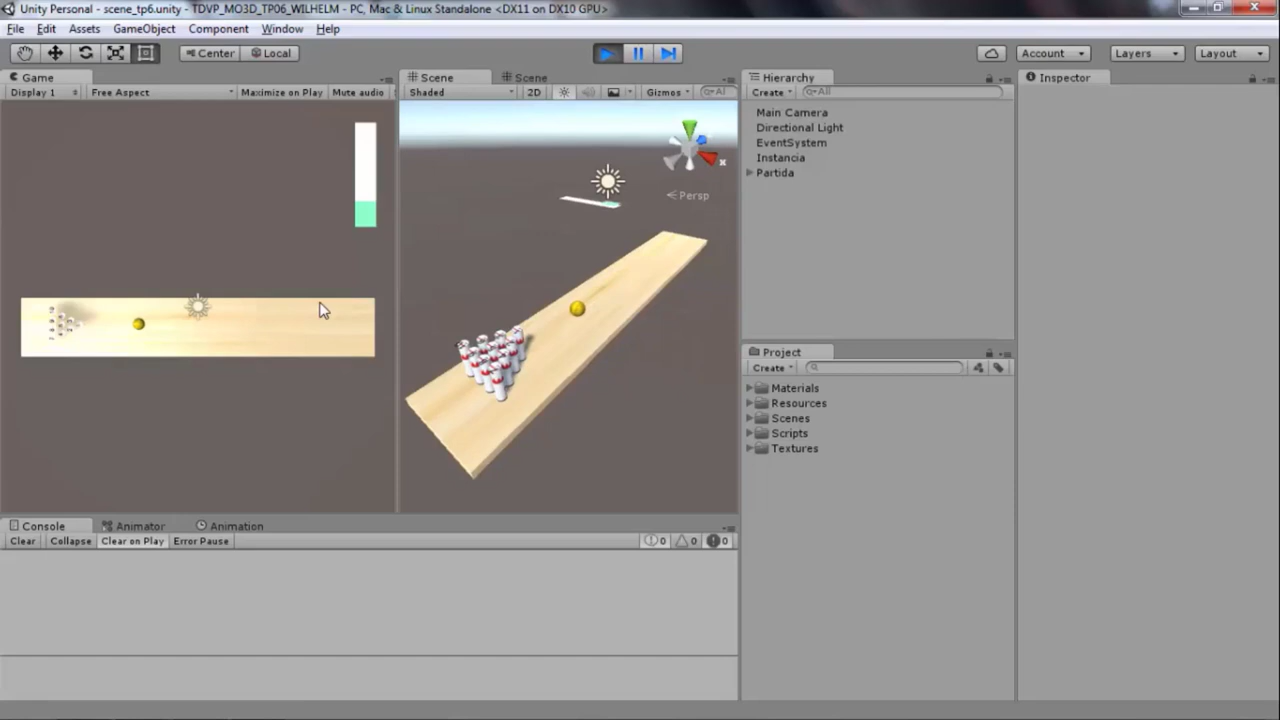 Unity Personal - scene_tp6.unity - TDVP_MO3D_TP06_WILHELM - PC, Mac & Linux Standalone <DX11 on DX10 GPU>
File Edit Assets GameObject Component Window Help
Center Local Account Layers Layout
Game
Display 1 Free Aspect Maximize on Play Mute audio
Scene Scene
Shaded 2D Gizmos Al
x
Persp
Hierarchy
Create All
Main Camera
Directional Light
EventSystem
Instancia
Partida
Project
Create
Materials
Resources
Scenes
Scripts
Textures
Inspector
Console Animator Animation
Clear Collapse Clear on Play Error Pause 0 0 0